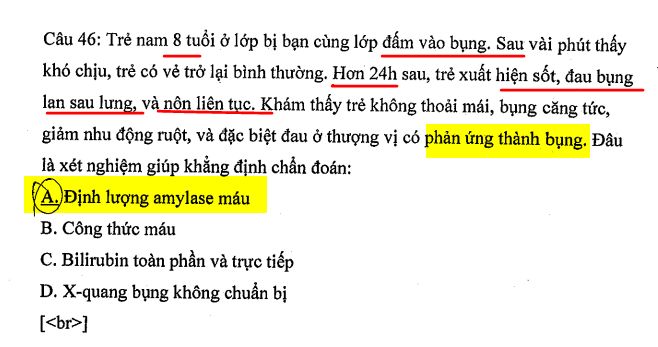 Câu 46: Trẻ nam 8 tuổi ở lớp bị bạn cùng lớp đấm vào bụng. Sau vài phút thấy
khó chịu, trẻ có vẻ trở lại bình thường. Hơn 24h sau, trẻ xuất hiện sốt, đau bụng
lan sau lưng, và nôn liên tục. Khám thấy trẻ không thoải mái, bụng căng tức,
giảm nhu động ruột, và đặc biệt đau ở thượng vị có phản ứng thành bụng. Đâu
là xét nghiệm giúp khẳng định chẩn đoán:
A. Định lượng amylase máu
B. Công thức máu
C. Bilirubin toàn phần và trực tiếp
D. X-quang bụng không chuẩn bị
[<br>]